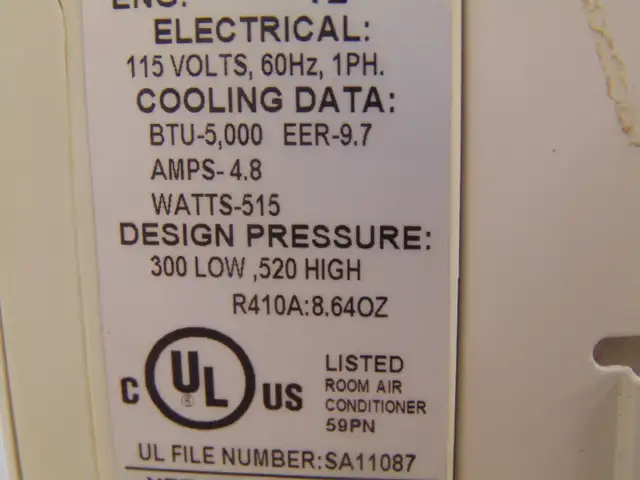 ELECTRICAL:
115 VOLTS, 60Hz, 1PH.
COOLING DATA:
BTU-5,000 EER-9.7
AMPS- 4.8
WATTS-515
DESIGN PRESSURE:
300 LOW ,520 HIGH
R410A:8.64OZ
C UL ® US
LISTED
ROOM AIR
CONDITIONER
59PN
UL FILE NUMBER:SA11087